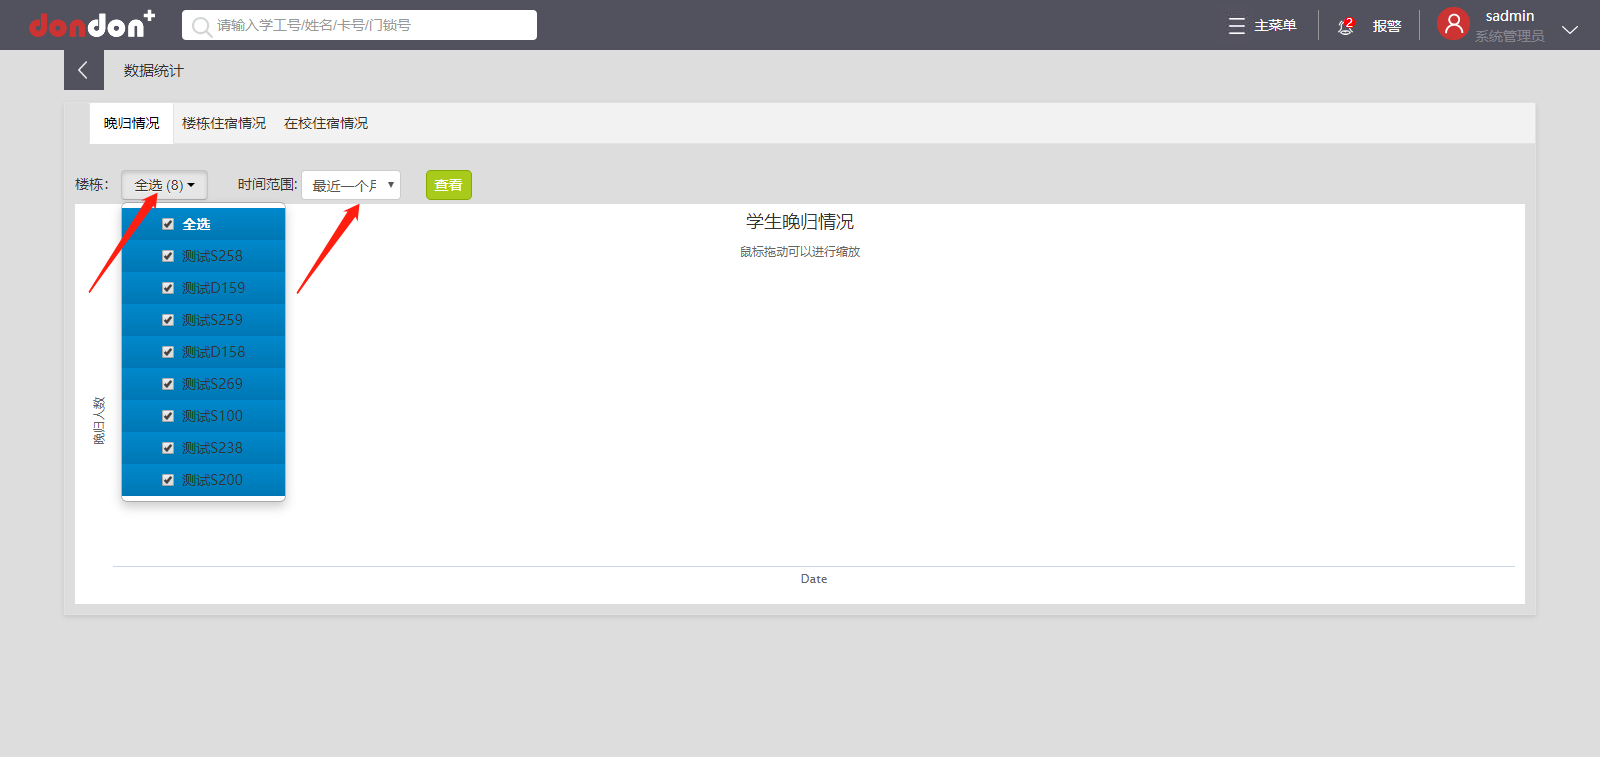 dondon+
请输入学工号/姓名/卡号/门锁号
主菜单
2
报警
sadmin
系统管理员
数据统计
晚归情况 楼栋住宿情况 在校住宿情况
楼栋: 全选 (8) 时间范围: 最近一个月 查看
全选
测试S258
测试D159
测试S259
测试D158
测试S269
测试S100
测试S238
测试S200
学生晚归情况
鼠标拖动可以进行缩放
晚归人数
Date